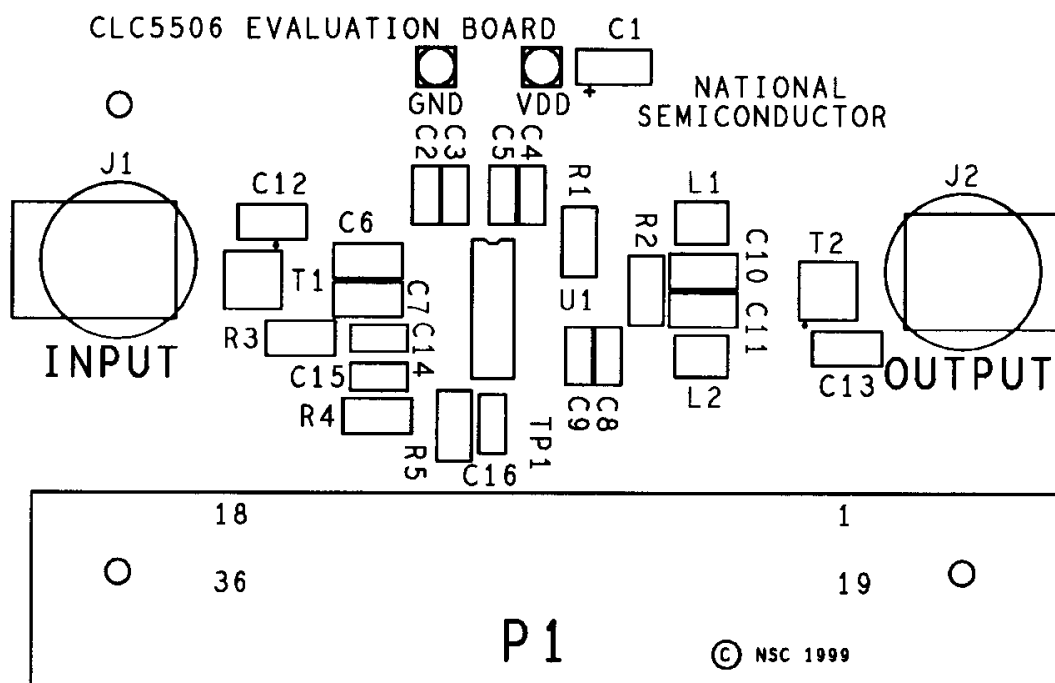 CLC5506 EVALUATION BOARD
C1
GND
VDD
NATIONAL
SEMICONDUCTOR
C2
C3
C5
C4
J1
C12
C6
R1
L1
J2
R2
C10
T2
T1
C7
U1
C11
R3
C14
INPUT
C15
L2
C13
OUTPUT
R4
R5
C16
TP1
C9
C8
18
1
36
19
P1
© NSC 1999